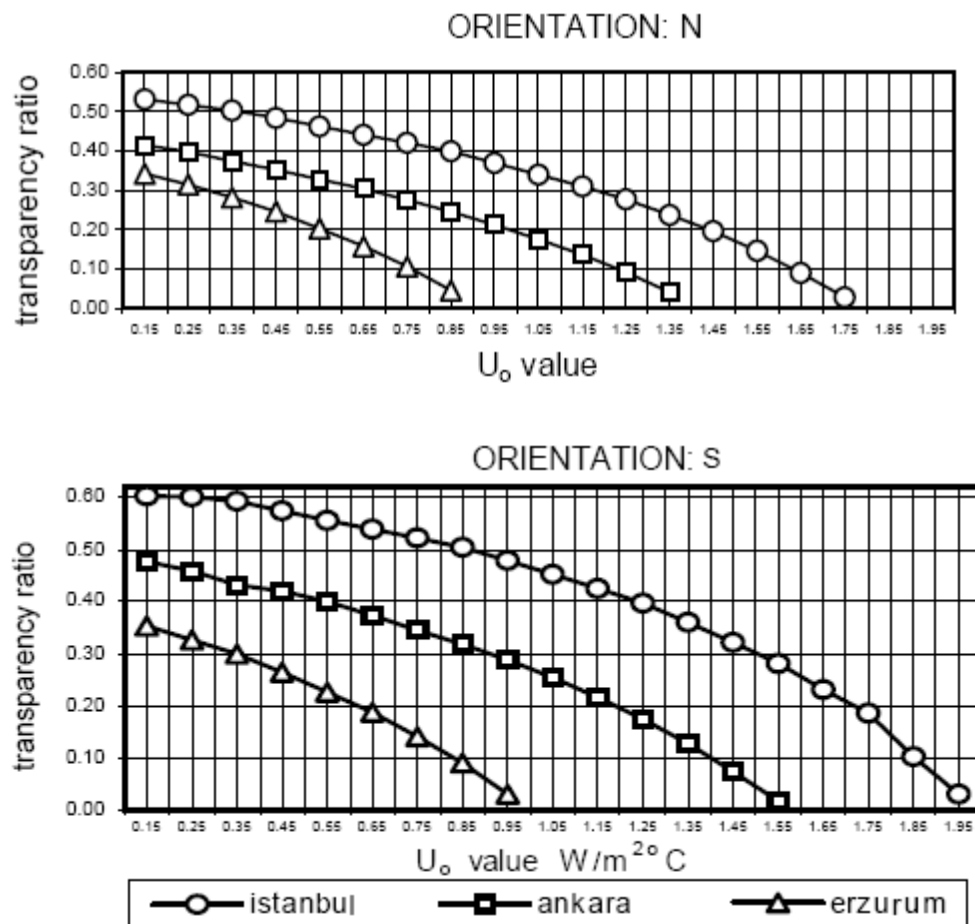 ORIENTATION: N
transparency ratio
0.60
0.50
0.40
0.30
0.20
0.10
0.00
0.15 0.25 0.35 0.45 0.55 0.65 0.75 0.85 0.95 1.05 1.15 1.25 1.35 1.45 1.55 1.65 1.75 1.85 1.95
Uo value
ORIENTATION: S
transparency ratio
0.60
0.50
0.40
0.30
0.20
0.10
0.00
0.15 0.25 0.35 0.45 0.55 0.65 0.75 0.85 0.95 1.05 1.15 1.25 1.35 1.45 1.55 1.65 1.75 1.85 1.95
Uo value W/m²°C
istanbul ankara erzurum